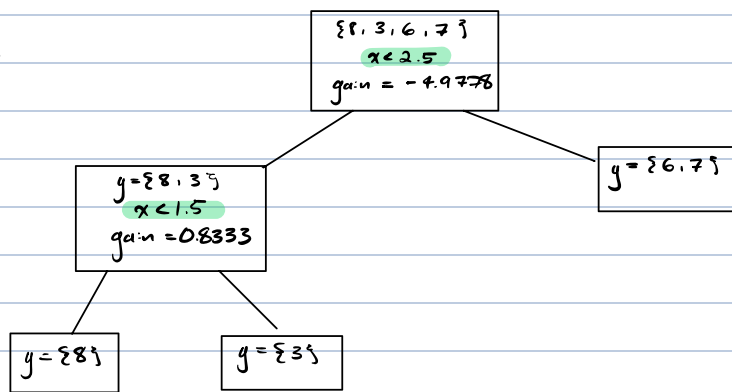 {8, 3, 6, 7}
x < 2.5
gain = -4.9778
y = {6, 7}
y = {8, 3}
x < 1.5
gain = 0.8333
y = {8}
y = {3}